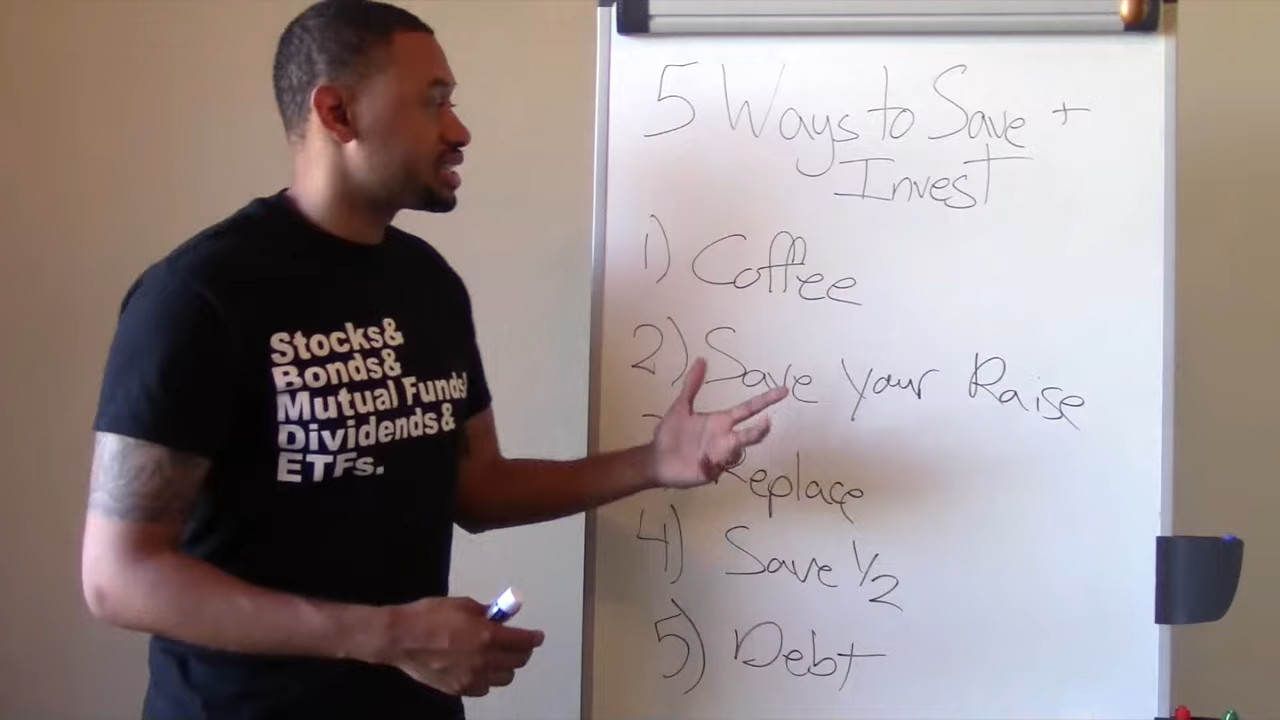 5 Ways to Save +
Invest
1) Coffee
2) Save your Raise
Replace
4) Save 1/2
5) Debt
Stocks&
Bonds&
Mutual Funds&
Dividends&
ETFs.